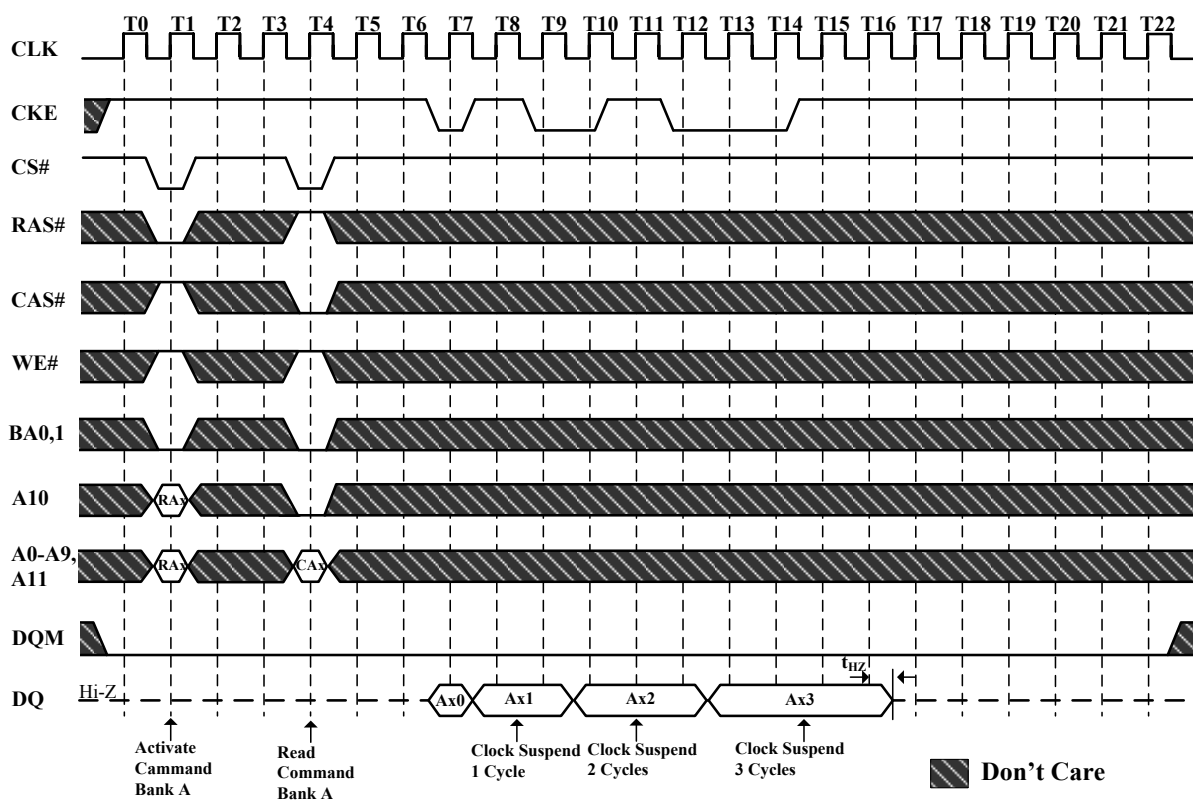 T0 T1 T2 T3 T4 T5 T6 T7 T8 T9 T10 T11 T12 T13 T14 T15 T16 T17 T18 T19 T20 T21 T22
CLK
CKE
CS#
RAS#
CAS#
WE#
BA0,1
A10 RAx
A0-A9, RAx CAx
A11
DQM
tHZ
DQ Hi-Z Ax0 Ax1 Ax2 Ax3
Activate
Cammand
Bank A
Read
Command
Bank A
Clock Suspend
1 Cycle
Clock Suspend
2 Cycles
Clock Suspend
3 Cycles
Don't Care